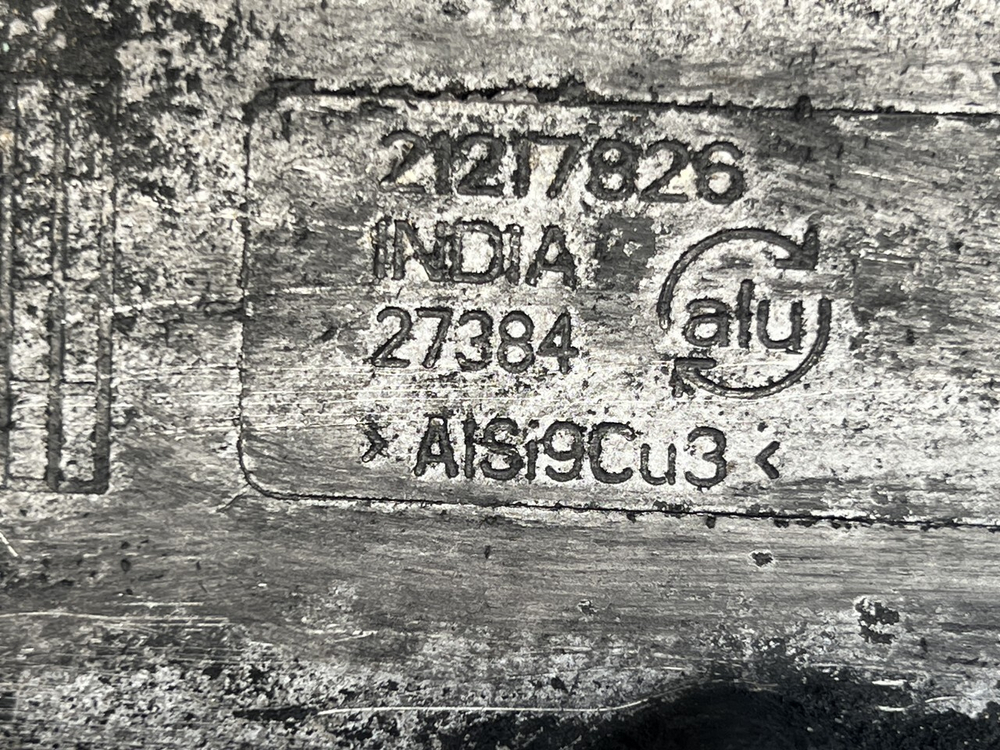 21217826
INDIA
27384
alu
> AlSi9Cu3 <